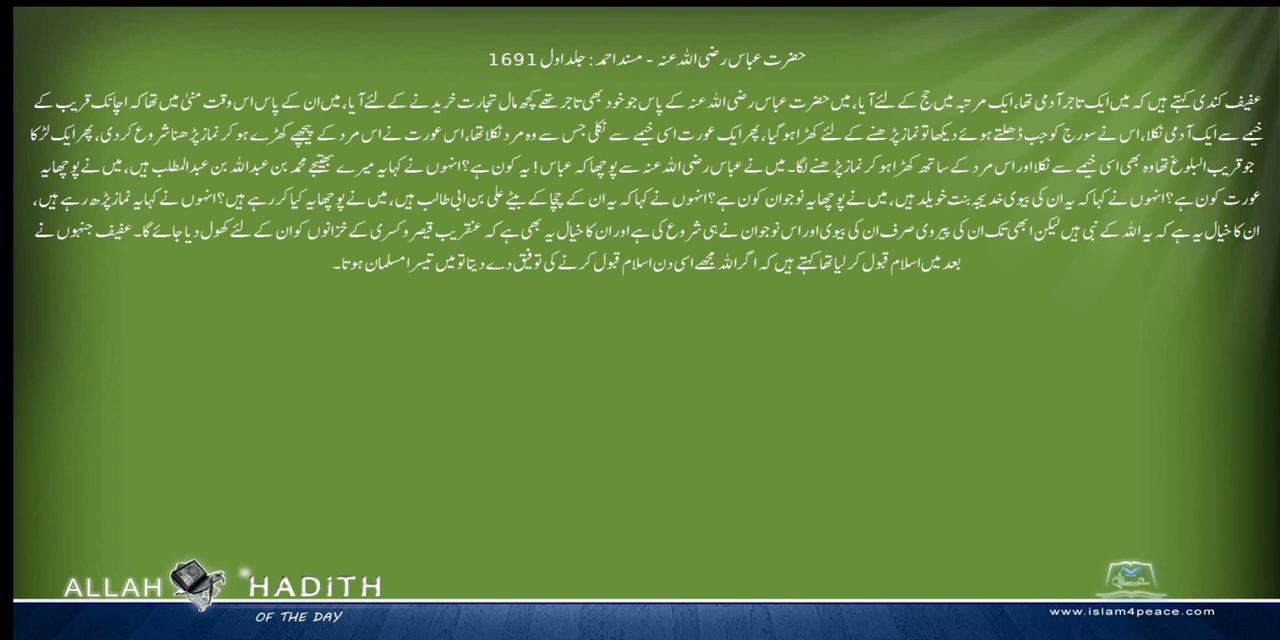 حضرت عباس رضی اللہ عنہ - مسند احمد : جلد اول 1691
عفیف کندی کہتے ہیں کہ میں ایک تاجر آدمی تھا، ایک مرتبہ میں حج کے لئے آیا، میں حضرت عباس رضی اللہ عنہ کے پاس جو خود بھی تاجر تھے کچھ مال تجارت خریدنے کے لئے آیا، میں ان کے پاس اس وقت منیٰ میں تھا کہ اچانک قریب کے
خیمے سے ایک آدمی نکلا، اس نے سورج کو جب ڈھلتے ہوئے دیکھا تو نماز پڑھنے کے لئے کھڑا ہو گیا، پھر ایک عورت اسی خیمے سے نکلی جس سے وہ مرد نکلا تھا، اس عورت نے اس مرد کے پیچھے کھڑے ہو کر نماز پڑھنا شروع کر دی، پھر ایک لڑکا
جو قریب البلوغ تھا وہ بھی اسی خیمے سے نکلا اور اس مرد کے ساتھ کھڑا ہو کر نماز پڑھنے لگا۔ میں نے عباس رضی اللہ عنہ سے پوچھا کہ عباس! یہ کون ہے؟ انہوں نے کہا یہ میرے بھتیجے محمد بن عبد اللہ بن عبد المطلب ہیں، میں نے پوچھا یہ
عورت کون ہے؟ انہوں نے کہا کہ یہ ان کی بیوی خدیجہ بنت خویلد ہیں، میں نے پوچھا یہ نوجوان کون ہے؟ انہوں نے کہا کہ یہ ان کے چچا کے بیٹے علی بن ابی طالب ہیں، میں نے پوچھا یہ کیا کر رہے ہیں؟ انہوں نے کہا یہ نماز پڑھ رہے ہیں،
ان کا خیال یہ ہے کہ یہ اللہ کے نبی ہیں لیکن ابھی تک ان کی پیروی صرف ان کی بیوی اور اس نوجوان نے ہی شروع کی ہے اور ان کا خیال یہ بھی ہے کہ عنقریب قیصر و کسری کے خزانوں کو ان کے لئے کھول دیا جائے گا۔ عفیف جنہوں نے
بعد میں اسلام قبول کر لیا تھا کہتے ہیں کہ اگر اللہ مجھے اسی دن اسلام قبول کرنے کی توفیق دے دیتا تو میں تیسرا مسلمان ہوتا۔
ALLAH HADITH
OF THE DAY
www.islam4peace.com